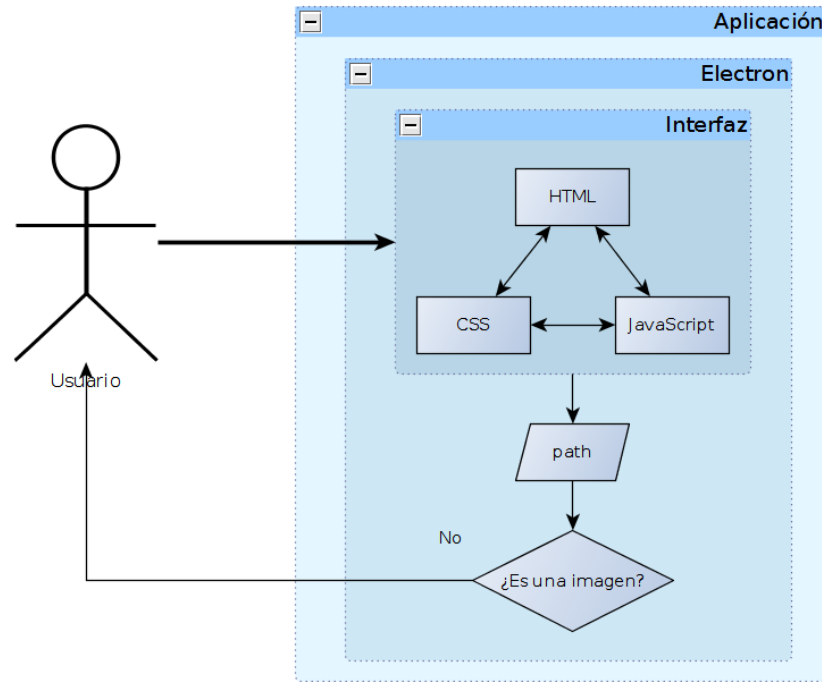 Aplicación
Electron
Interfaz
HTML
CSS
JavaScript
Usuario
path
No
¿Es una imagen?